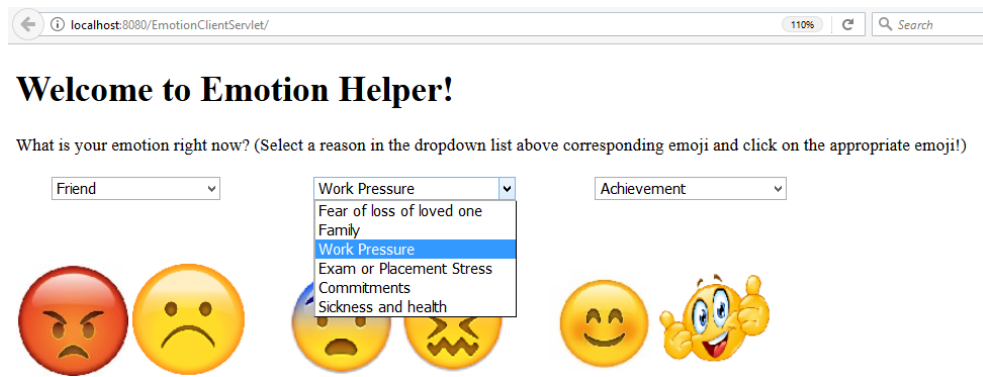 localhost:8080/EmotionClientServlet/ 110% Search
Welcome to Emotion Helper!
What is your emotion right now? (Select a reason in the dropdown list above corresponding emoji and click on the appropriate emoji!)
Friend Work Pressure Achievement
Fear of loss of loved one
Family
Work Pressure
Exam or Placement Stress
Commitments
Sickness and health